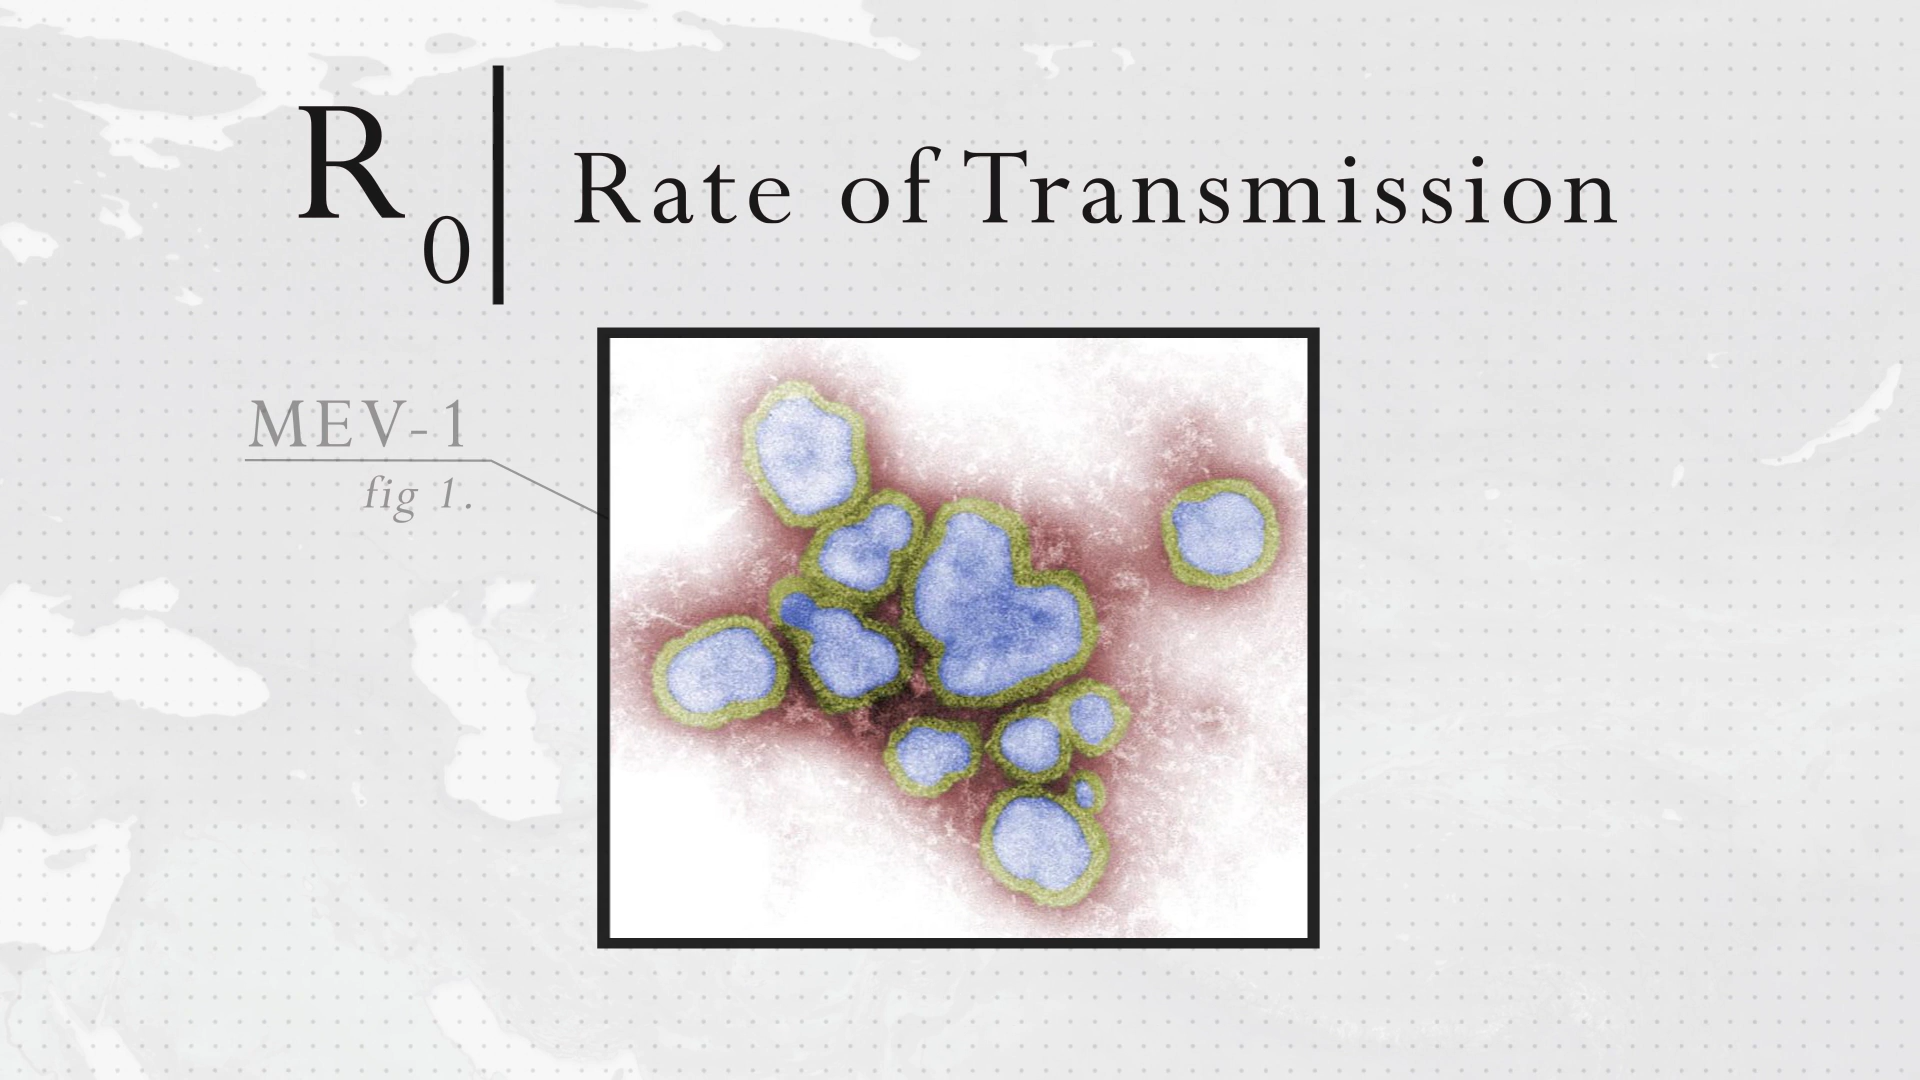 R0
Rate of Transmission
MEV-1
fig 1.